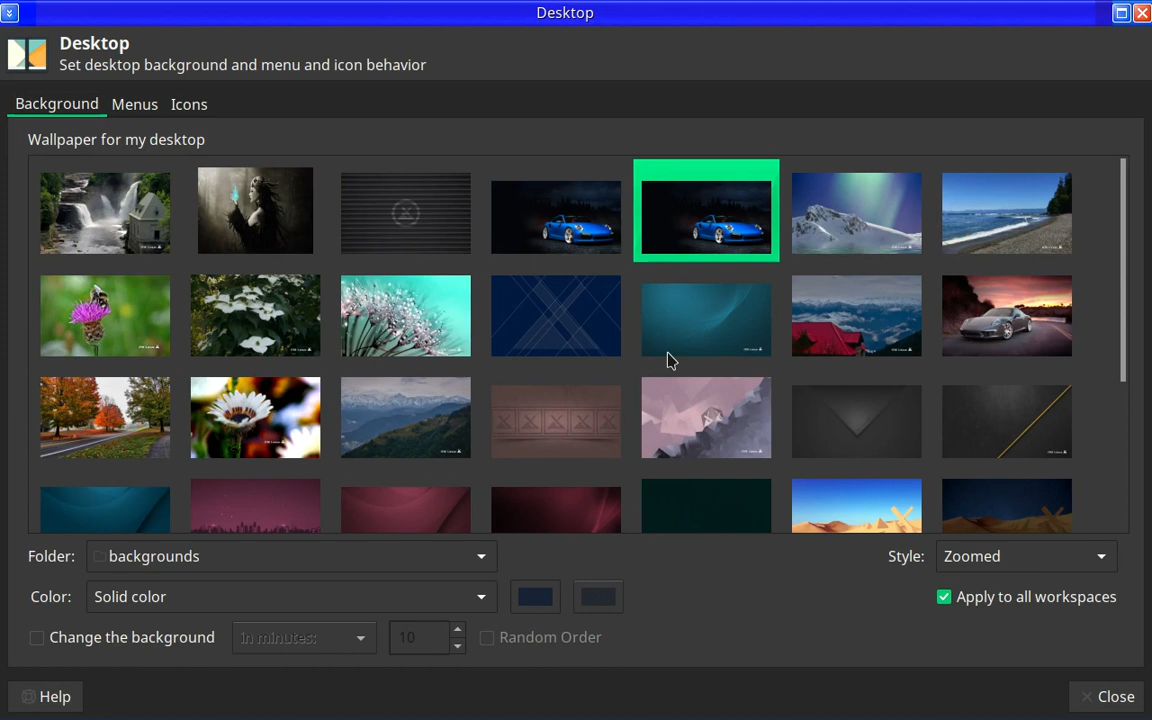 Desktop
Desktop
Set desktop background and menu and icon behavior
Background Menus Icons
Wallpaper for my desktop
Folder: backgrounds Style: Zoomed
Color: Solid color Apply to all workspaces
Change the background in minutes: 10 Random Order
Help Close